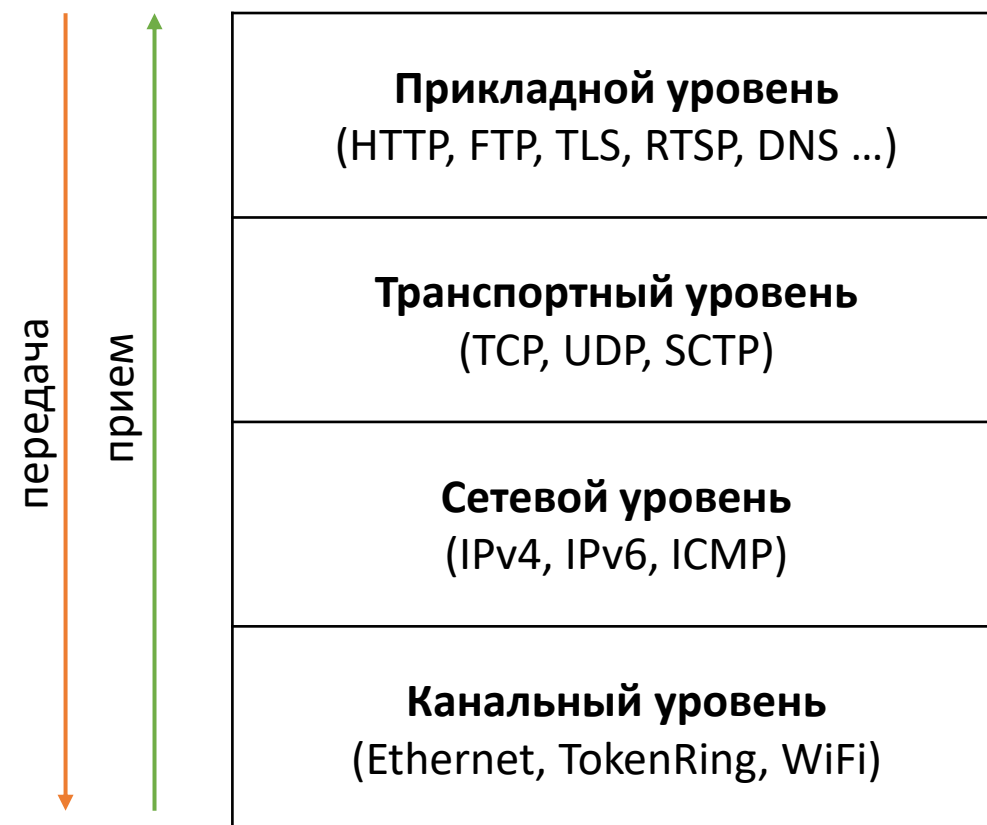 передача
прием
Прикладной уровень
(HTTP, FTP, TLS, RTSP, DNS …)
Транспортный уровень
(TCP, UDP, SCTP)
Сетевой уровень
(IPv4, IPv6, ICMP)
Канальный уровень
(Ethernet, TokenRing, WiFi)